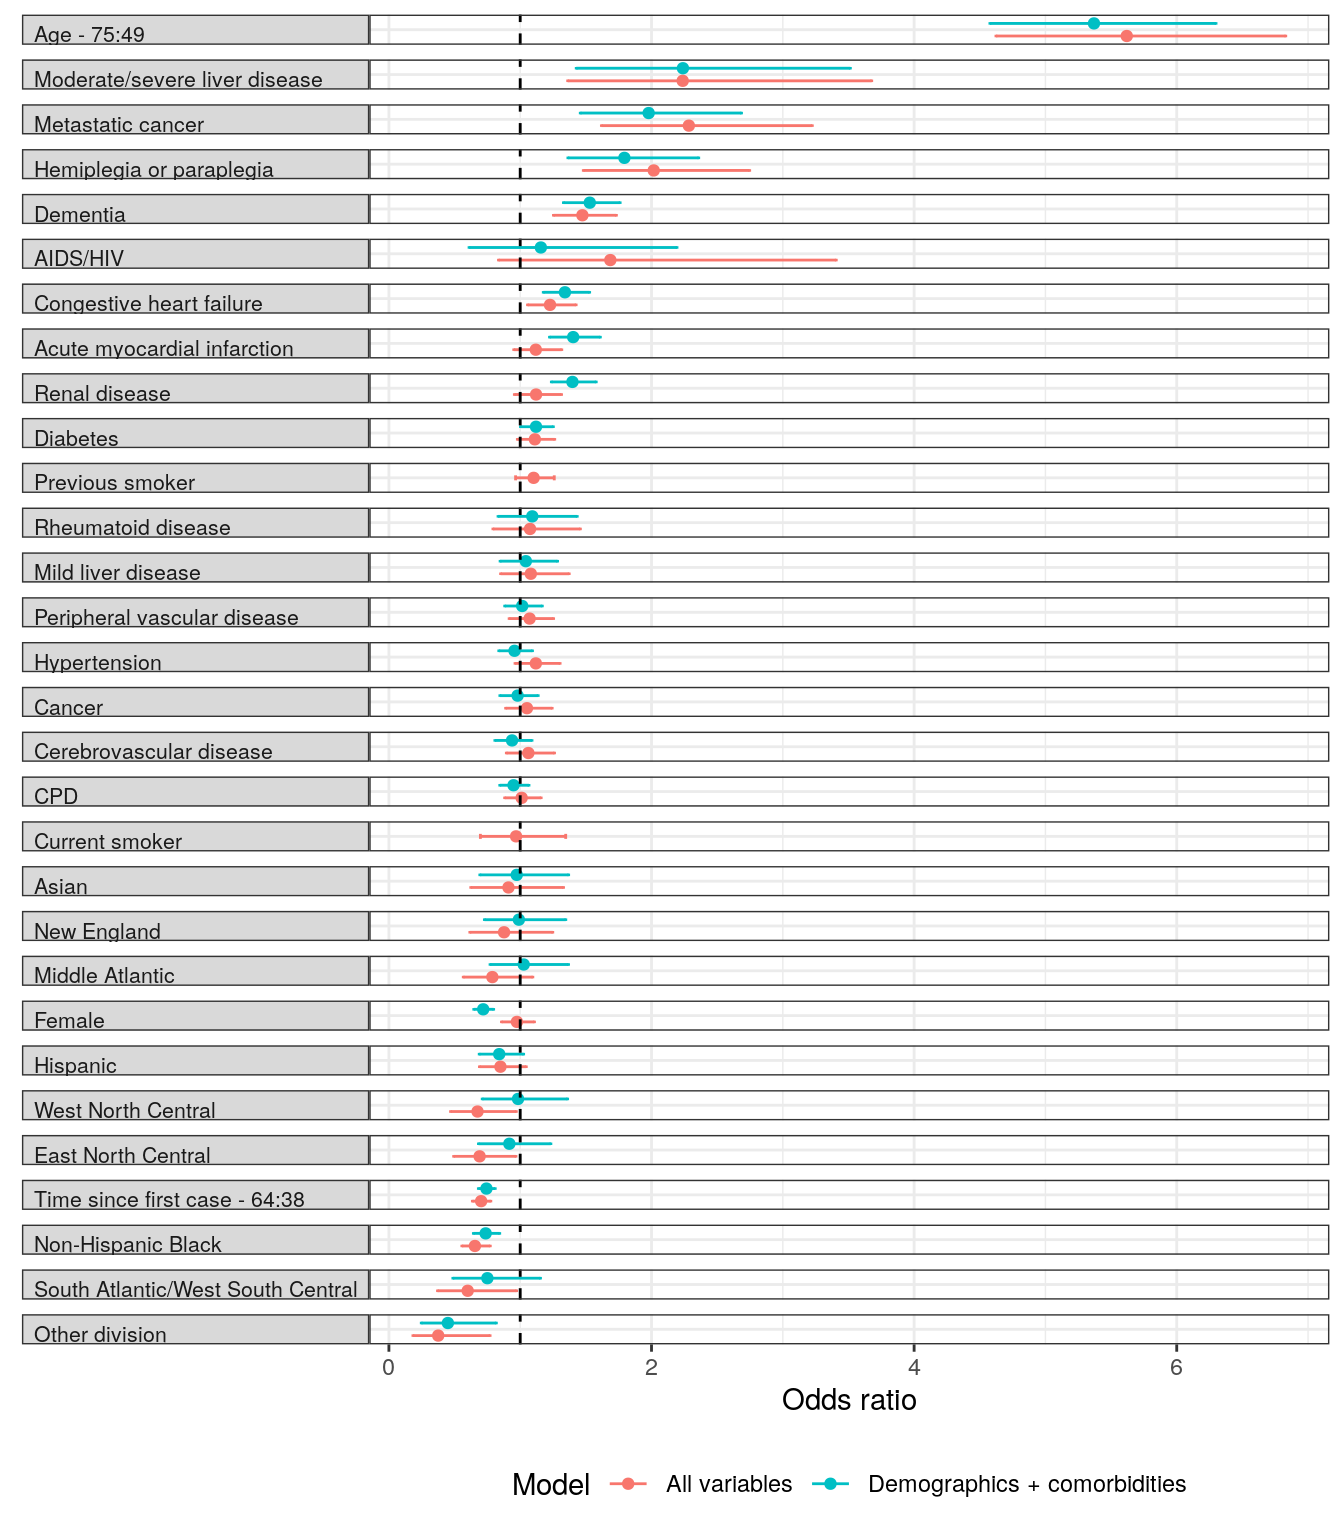 Age - 75:49
Moderate/severe liver disease
Metastatic cancer
Hemiplegia or paraplegia
Dementia
AIDS/HIV
Congestive heart failure
Acute myocardial infarction
Renal disease
Diabetes
Previous smoker
Rheumatoid disease
Mild liver disease
Peripheral vascular disease
Hypertension
Cancer
Cerebrovascular disease
CPD
Current smoker
Asian
New England
Middle Atlantic
Female
Hispanic
West North Central
East North Central
Time since first case - 64:38
Non-Hispanic Black
South Atlantic/West South Central
Other division
0 2 4 6
Odds ratio
Model All variables Demographics + comorbidities